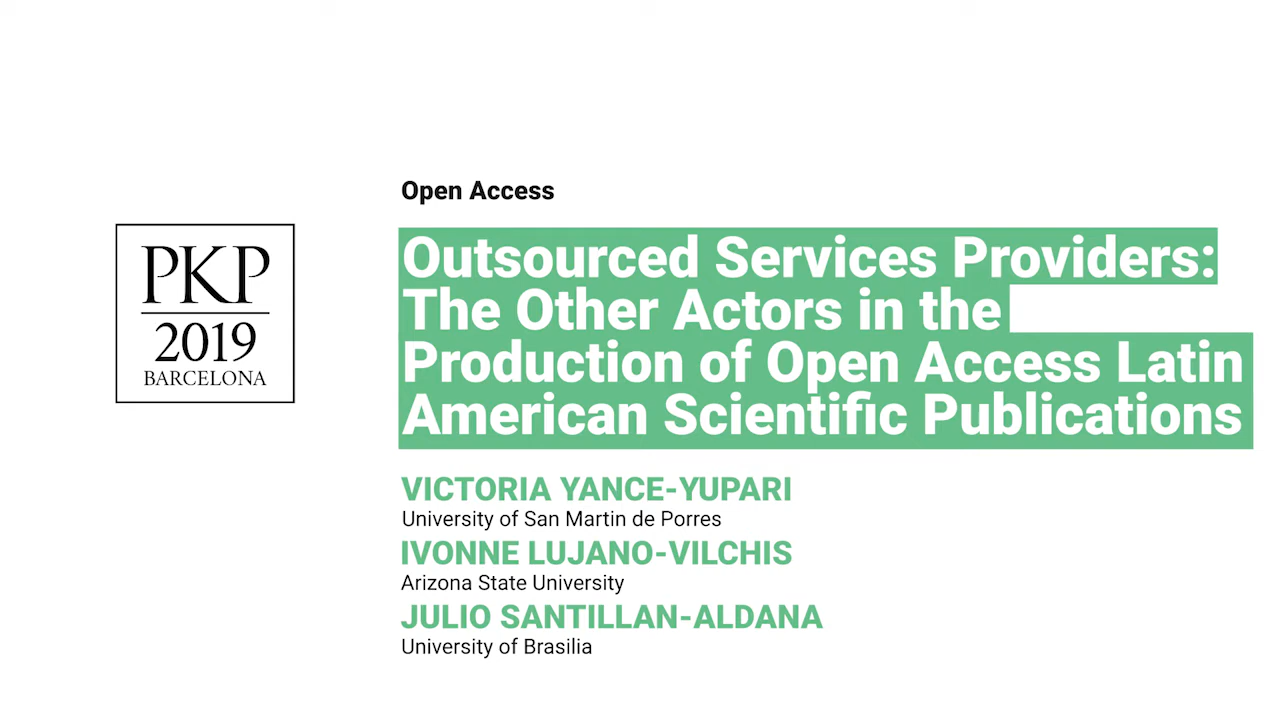 PKP
2019
BARCELONA
Open Access
Outsourced Services Providers:
The Other Actors in the
Production of Open Access Latin
American Scientific Publications
VICTORIA YANCE-YUPARI
University of San Martin de Porres
IVONNE LUJANO-VILCHIS
Arizona State University
JULIO SANTILLAN-ALDANA
University of Brasilia